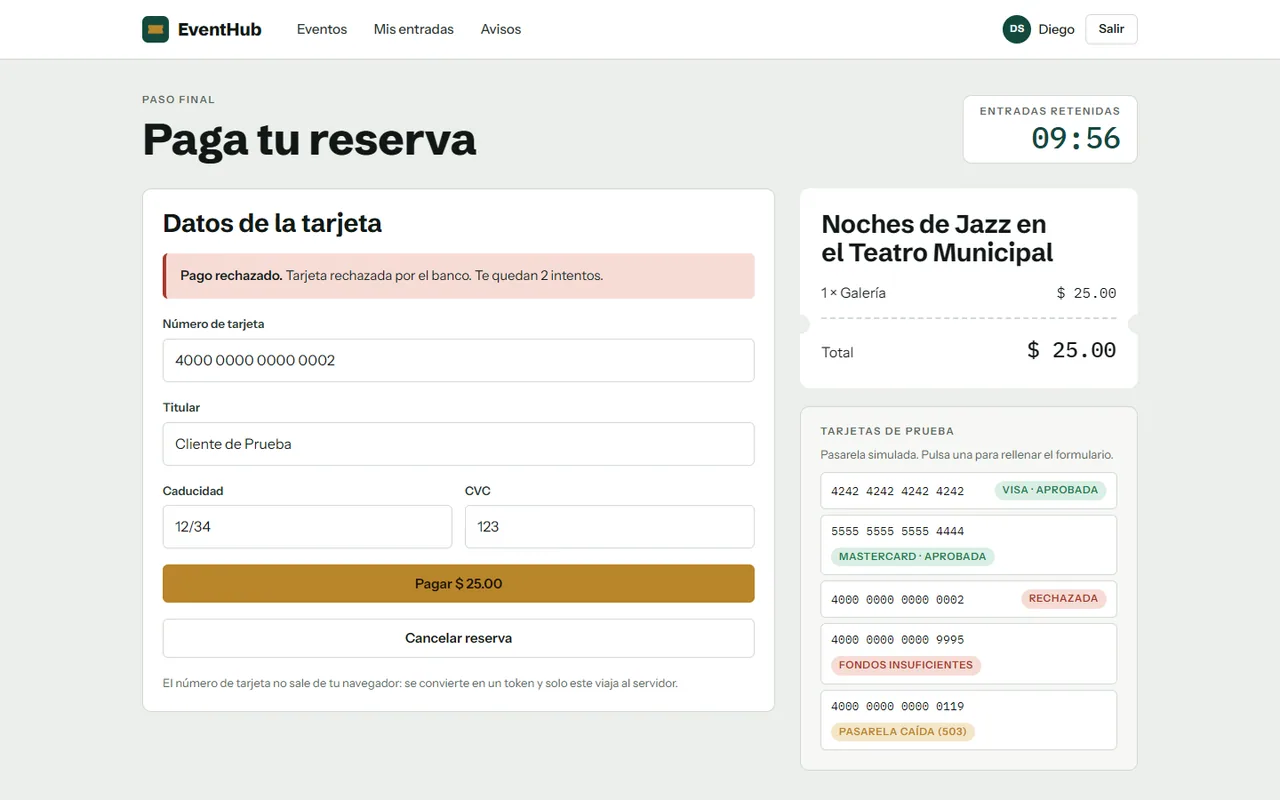 EventHub
Eventos
Mis entradas
Avisos
DS
Diego
Salir
PASO FINAL
Paga tu reserva
ENTRADAS RETENIDAS
09:56
Datos de la tarjeta
Pago rechazado. Tarjeta rechazada por el banco. Te quedan 2 intentos.
Número de tarjeta
4000 0000 0000 0002
Titular
Cliente de Prueba
Caducidad
CVC
12/34
123
Pagar $ 25.00
Cancelar reserva
El número de tarjeta no sale de tu navegador: se convierte en un token y solo este viaja al servidor.
Noches de Jazz en
el Teatro Municipal
1 × Galería
$ 25.00
Total
$ 25.00
TARJETAS DE PRUEBA
Pasarela simulada. Pulsa una para rellenar el formulario.
4242 4242 4242 4242
VISA · APROBADA
5555 5555 5555 4444
MASTERCARD · APROBADA
4000 0000 0000 0002
RECHAZADA
4000 0000 0000 9995
FONDOS INSUFICIENTES
4000 0000 0000 0119
PASARELA CAÍDA (503)